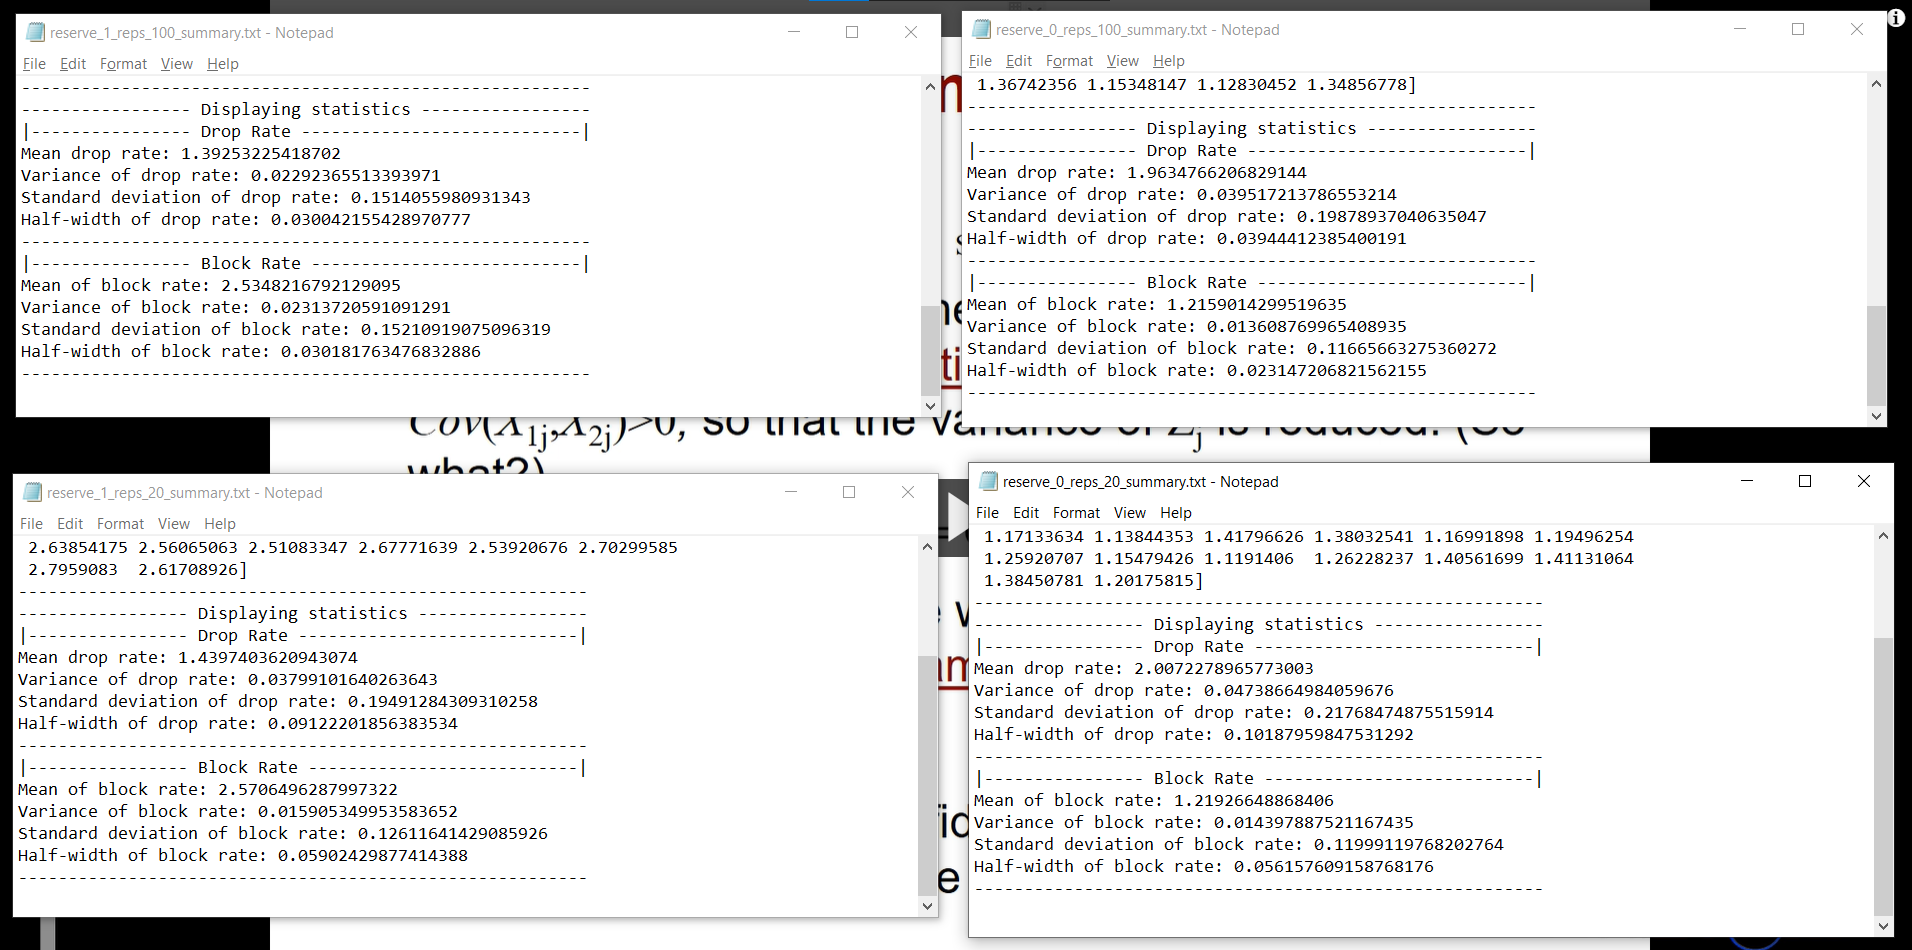 reserve_1_reps_100_summary.txt - Notepad
File Edit Format View Help
---------------------------------------------------------
----------------- Displaying statistics -----------------
|---------------- Drop Rate ----------------------------|
Mean drop rate: 1.39253225418702
Variance of drop rate: 0.02292365513393971
Standard deviation of drop rate: 0.1514055980931343
Half-width of drop rate: 0.030042155428970777
---------------------------------------------------------
|---------------- Block Rate ---------------------------|
Mean of block rate: 2.5348216792129095
Variance of block rate: 0.02313720591091291
Standard deviation of block rate: 0.15210919075096319
Half-width of block rate: 0.030181763476832886
---------------------------------------------------------
reserve_0_reps_100_summary.txt - Notepad
File Edit Format View Help
1.36742356 1.15348147 1.12830452 1.34856778]
---------------------------------------------------------
----------------- Displaying statistics -----------------
|---------------- Drop Rate ----------------------------|
Mean drop rate: 1.9634766206829144
Variance of drop rate: 0.039517213786553214
Standard deviation of drop rate: 0.19878937040635047
Half-width of drop rate: 0.03944412385400191
---------------------------------------------------------
|---------------- Block Rate ---------------------------|
Mean of block rate: 1.2159014299519635
Variance of block rate: 0.013608769965408935
Standard deviation of block rate: 0.11665663275360272
Half-width of block rate: 0.023147206821562155
---------------------------------------------------------
Cov(X1j,X2j)>0, so that the variance of Zj is reduced. (So
what?)
reserve_1_reps_20_summary.txt - Notepad
File Edit Format View Help
2.63854175 2.56065063 2.51083347 2.67771639 2.53920676 2.70299585
2.7959083  2.61708926]
---------------------------------------------------------
----------------- Displaying statistics -----------------
|---------------- Drop Rate ----------------------------|
Mean drop rate: 1.4397403620943074
Variance of drop rate: 0.03799101640263643
Standard deviation of drop rate: 0.19491284309310258
Half-width of drop rate: 0.09122201856383534
---------------------------------------------------------
|---------------- Block Rate ---------------------------|
Mean of block rate: 2.5706496287997322
Variance of block rate: 0.015905349953583652
Standard deviation of block rate: 0.12611641429085926
Half-width of block rate: 0.05902429877414388
---------------------------------------------------------
reserve_0_reps_20_summary.txt - Notepad
File Edit Format View Help
1.17133634 1.13844353 1.41796626 1.38032541 1.16991898 1.19496254
1.25920707 1.15479426 1.1191406  1.26228237 1.40561699 1.41131064
1.38450781 1.20175815]
---------------------------------------------------------
----------------- Displaying statistics -----------------
|---------------- Drop Rate ----------------------------|
Mean drop rate: 2.0072278965773003
Variance of drop rate: 0.04738664984059676
Standard deviation of drop rate: 0.21768474875515914
Half-width of drop rate: 0.10187959847531292
---------------------------------------------------------
|---------------- Block Rate ---------------------------|
Mean of block rate: 1.21926648868406
Variance of block rate: 0.014397887521167435
Standard deviation of block rate: 0.11999119768202764
Half-width of block rate: 0.056157609158768176
---------------------------------------------------------